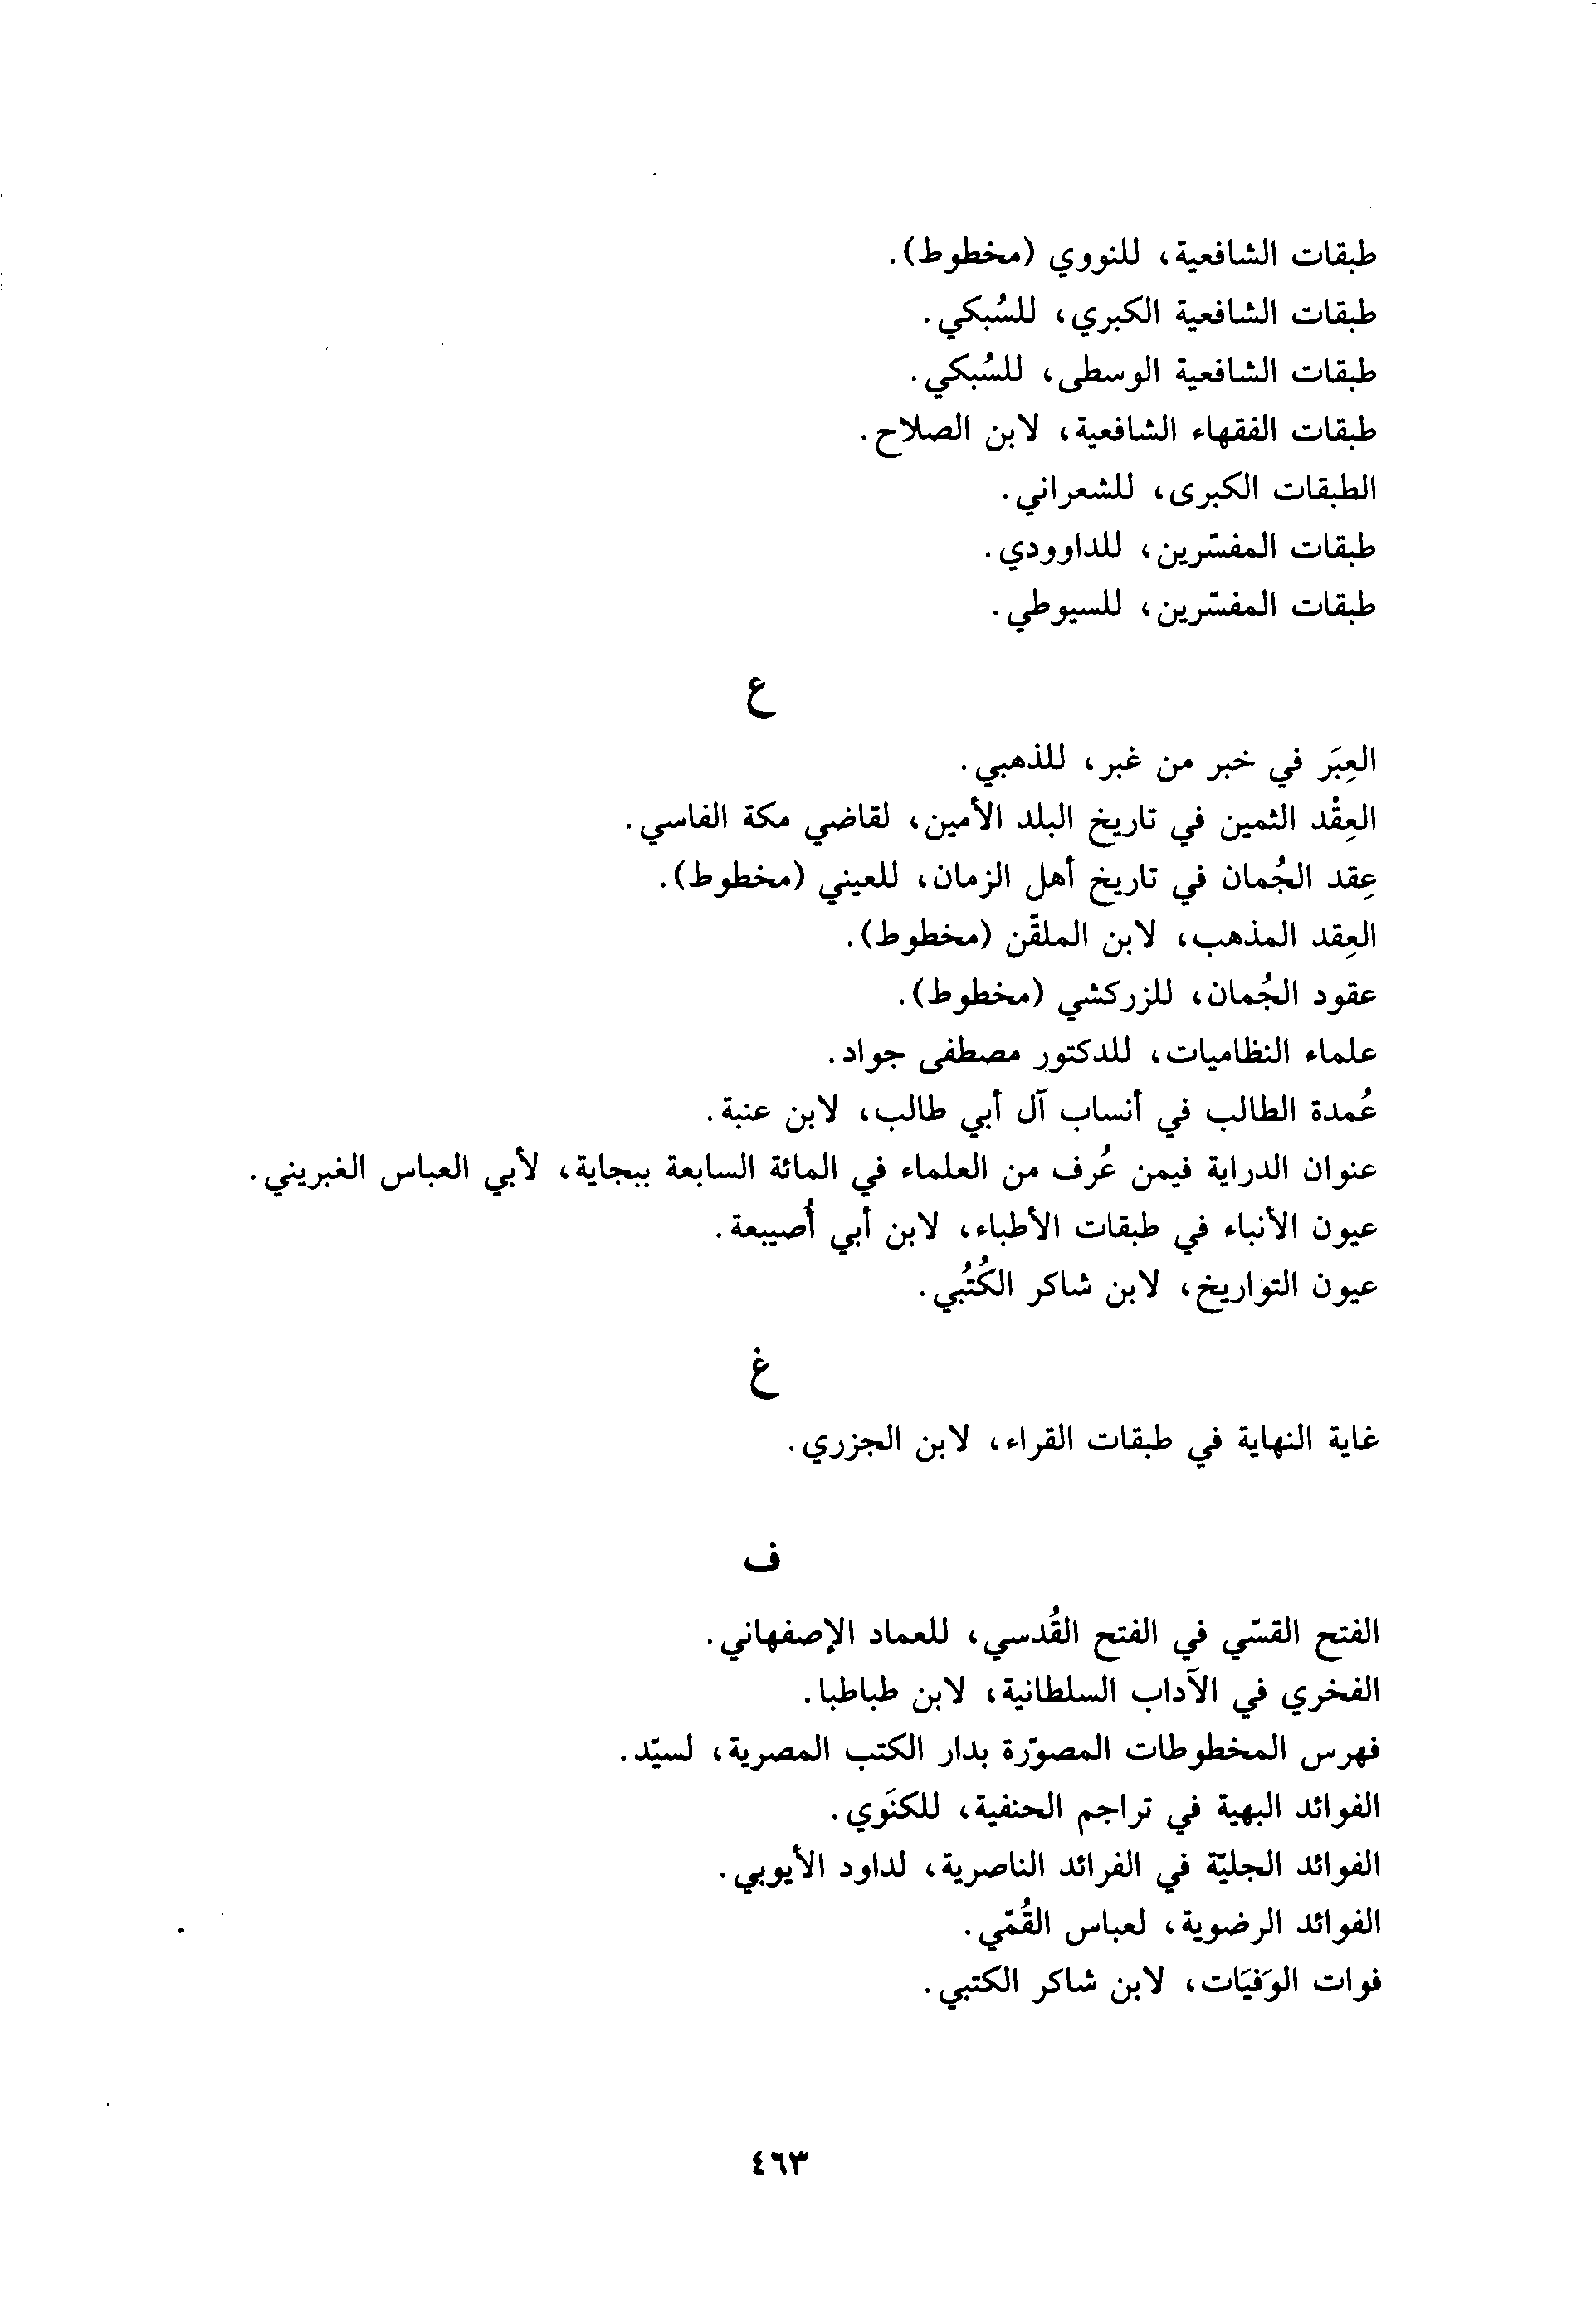 طبقات الشافعية، للنووي (مخطوط).
طبقات الشافعية الكبري، للسُبكي.
طبقات الشافعية الوسطى، للسُبكي.
طبقات الفقهاء الشافعية، لابن الصلاح.
الطبقات الكبرى، للشعراني.
طبقات المفسّرين، للداوودي.
طبقات المفسّرين، للسيوطي.
ع
العِبَر في خبر من غبر، للذهبي.
العِقْد الثمين في تاريخ البلد الأمين، لقاضي مكة الفاسي.
عِقد الجُمان في تاريخ أهل الزمان، للعيني (مخطوط).
العِقد المذهب، لابن الملقّن (مخطوط).
عقود الجُمان، للزركشي (مخطوط).
علماء النظاميات، للدكتور مصطفى جواد.
عُمدة الطالب في أنساب آل أبي طالب، لابن عنبة.
عنوان الدراية فيمن عُرف من العلماء في المائة السابعة ببجاية، لأبي العباس الغبريني.
عيون الأنباء في طبقات الأطباء، لابن أبي أُصيبعة.
عيون التواريخ، لابن شاكر الكُتُبي.
غ
غاية النهاية في طبقات القراء، لابن الجزري.
ف
الفتح القسّي في الفتح القُدسي، للعماد الإصفهاني.
الفخري في الآداب السلطانية، لابن طباطبا.
فهرس المخطوطات المصوّرة بدار الكتب المصرية، لسيّد.
الفوائد البهية في تراجم الحنفية، للكنَوي.
الفوائد الجليّة في الفرائد الناصرية، لداود الأيوبي.
الفوائد الرضوية، لعباس القُمّي.
فوات الوَفيَات، لابن شاكر الكتبي.
٤٦٣